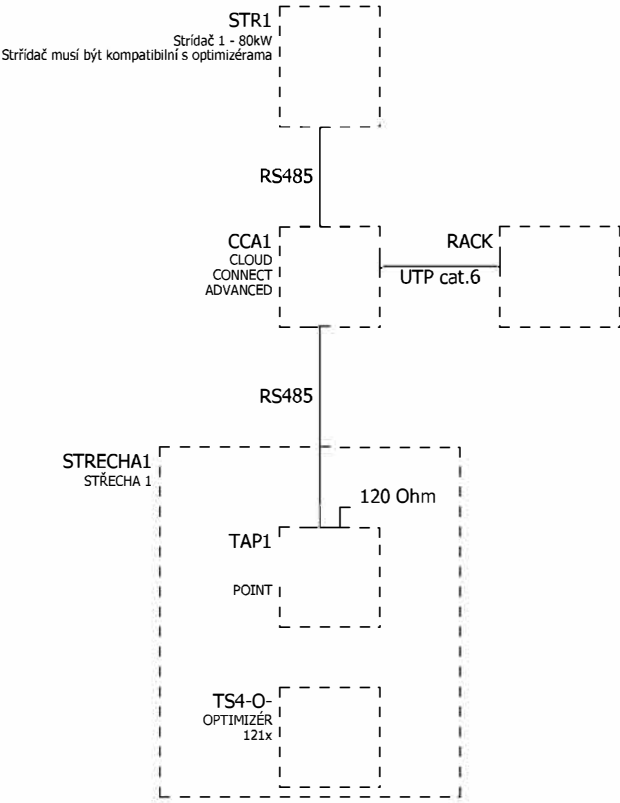 STR1
Strídač 1 - 80kW
Střídač musí být kompatibilní s optimizérama
RS485
CCA1
CLOUD
CONNECT
ADVANCED
RACK
UTP cat.6
RS485
STRECHA1
STŘECHA 1
120 Ohm
TAP1
POINT
TS4-O-
OPTIMIZÉR
121x